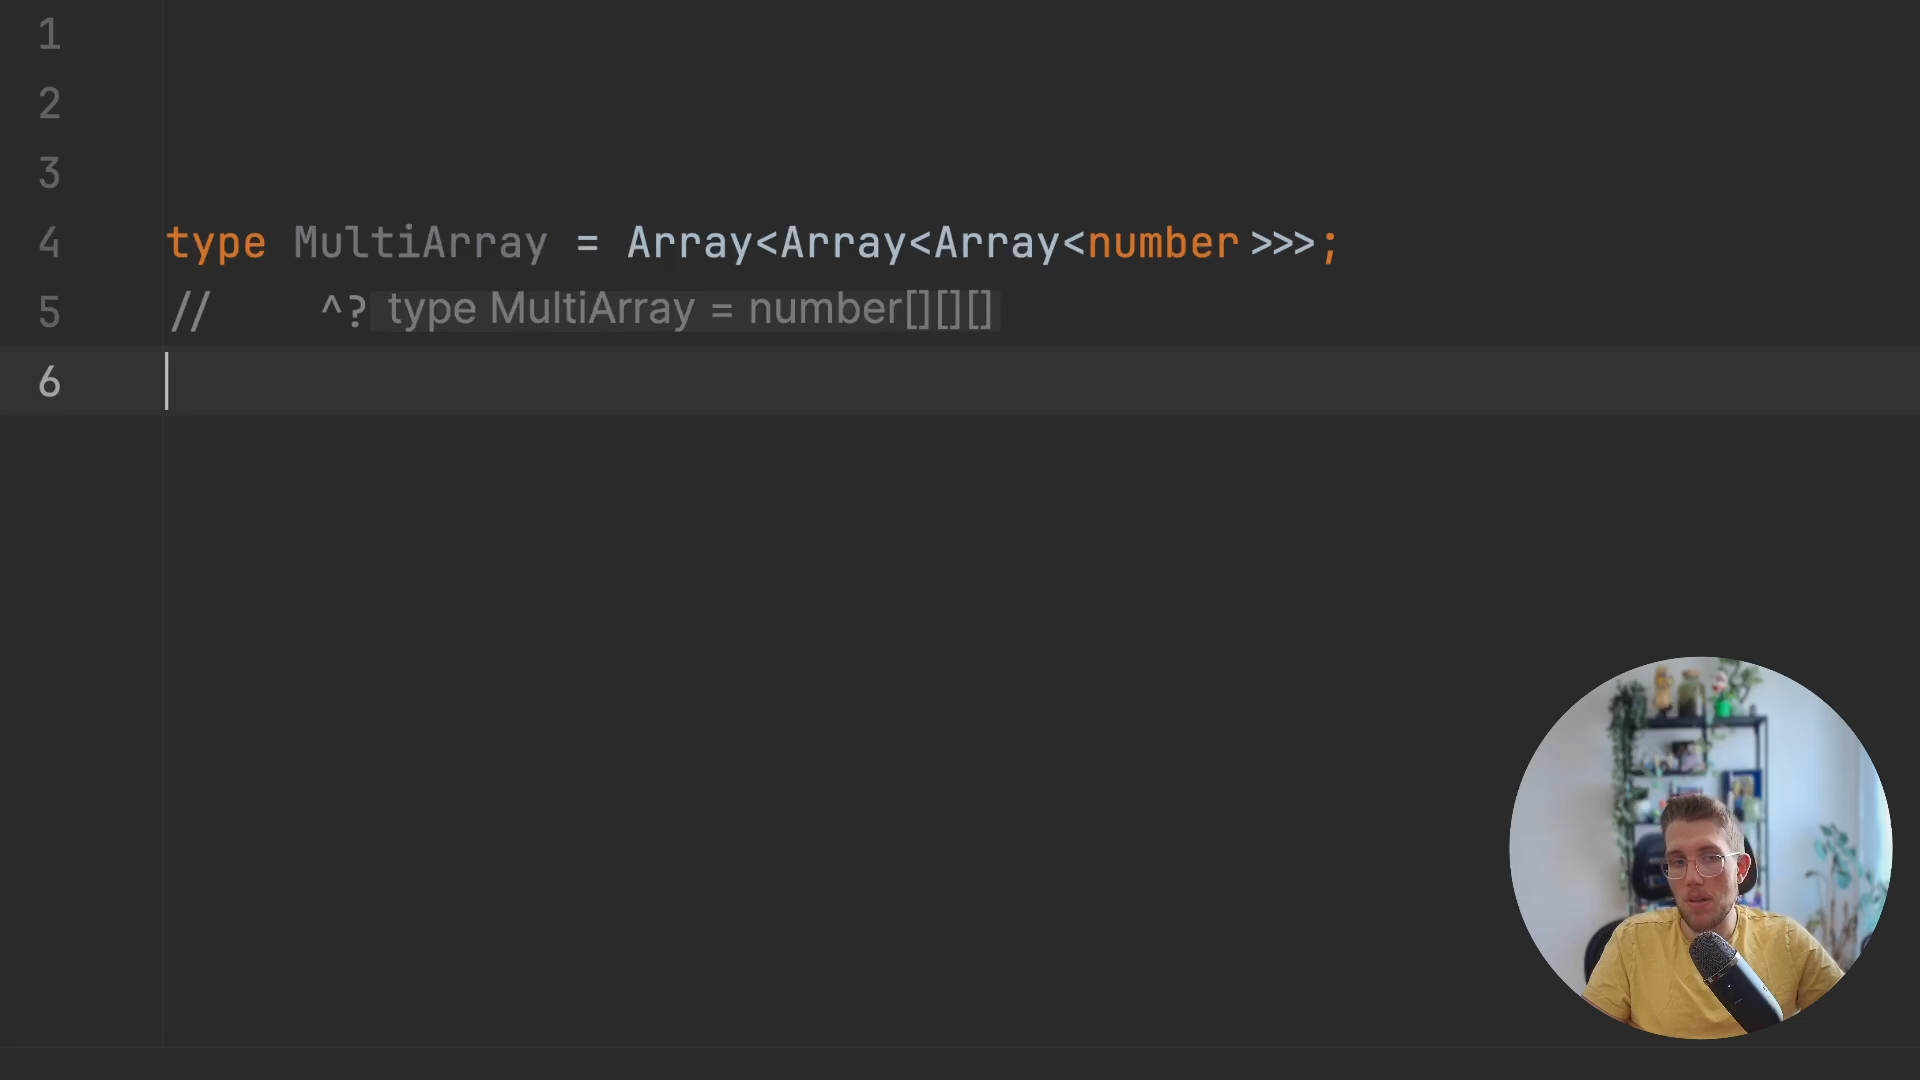 1
2
3
4 type MultiArray = Array<Array<Array<number>>>;
5 // ^? type MultiArray = number[][][]
6